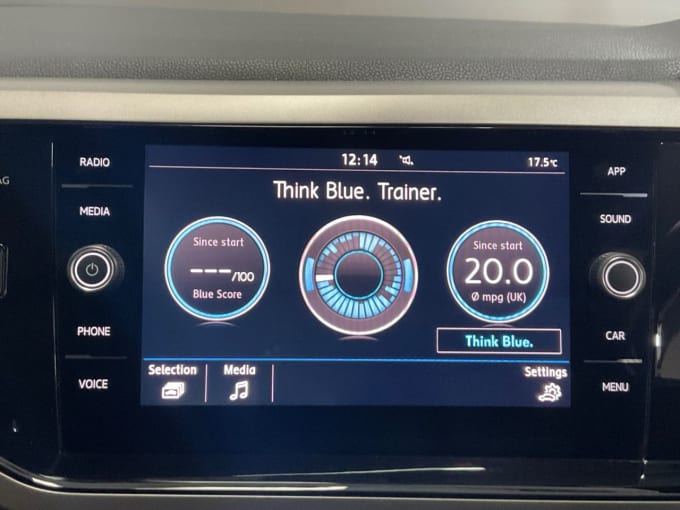 AG
RADIO
MEDIA
PHONE
VOICE
12:14
17.5°C
Think Blue. Trainer.
Since start
---/100
Blue Score
Since start
20.0
Ø mpg (UK)
Think Blue.
Selection
Media
Settings
APP
SOUND
CAR
MENU